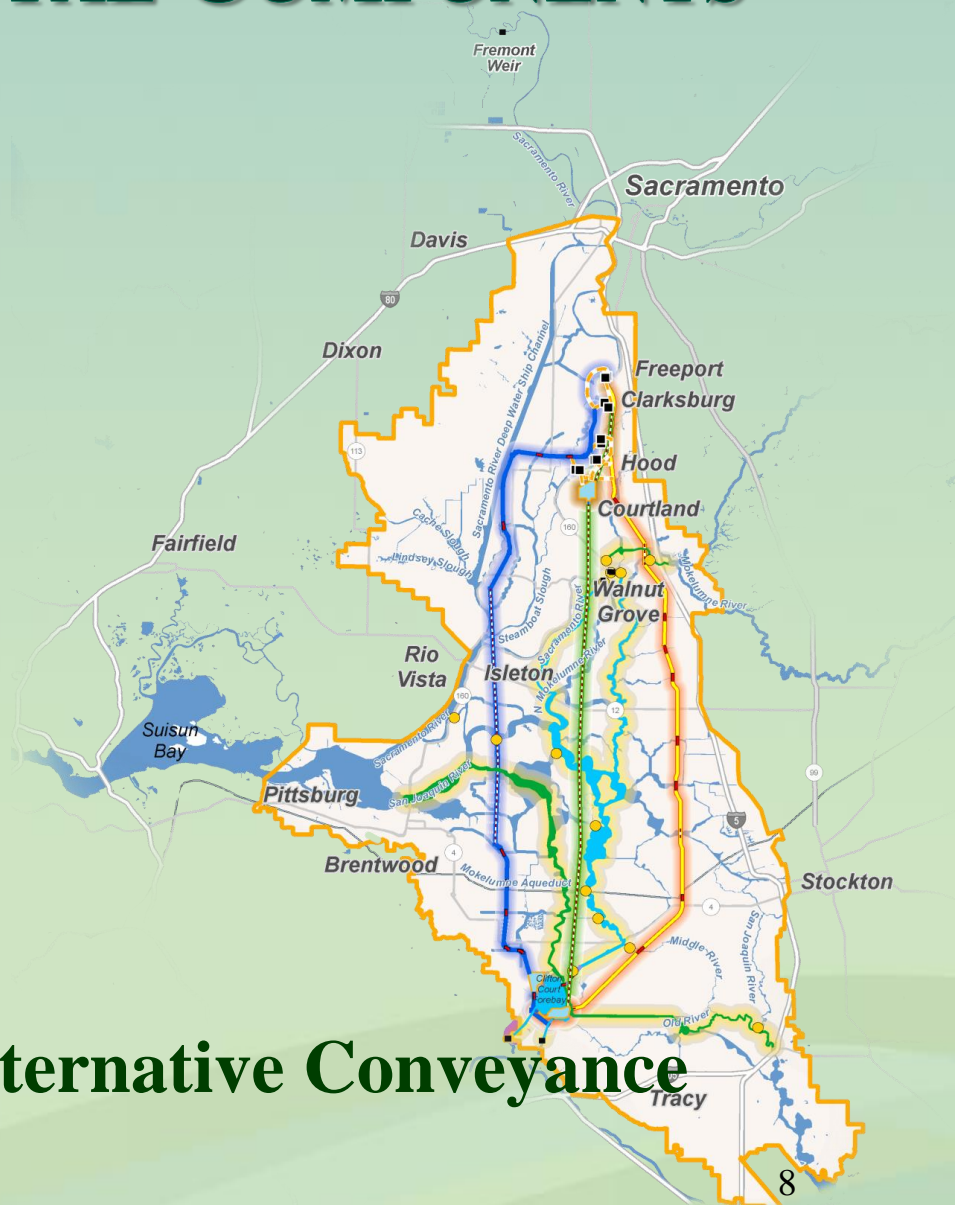 COMPONENTS
Fremont
Weir
Sacramento River
Sacramento
Davis
80
Dixon
Sacramento River Deep Water Ship Channel
Freeport
Clarksburg
113
Hood
Courtland
160
Cache Slough
Lindsey Slough
Fairfield
Mokelumne River
Walnut
Grove
Steamboat Slough
Sacramento River
N Mokelumne River
Rio
Vista
Isleton
160
12
Suisun
Bay
Sacramento River
San Joaquin River
Pittsburg
99
5
Brentwood
4
Mokelumne Aqueduct
Stockton
4
Middle River
San Joaquin River
Clifton
Court
Forebay
Old River
ternative Conveyance
Tracy
8